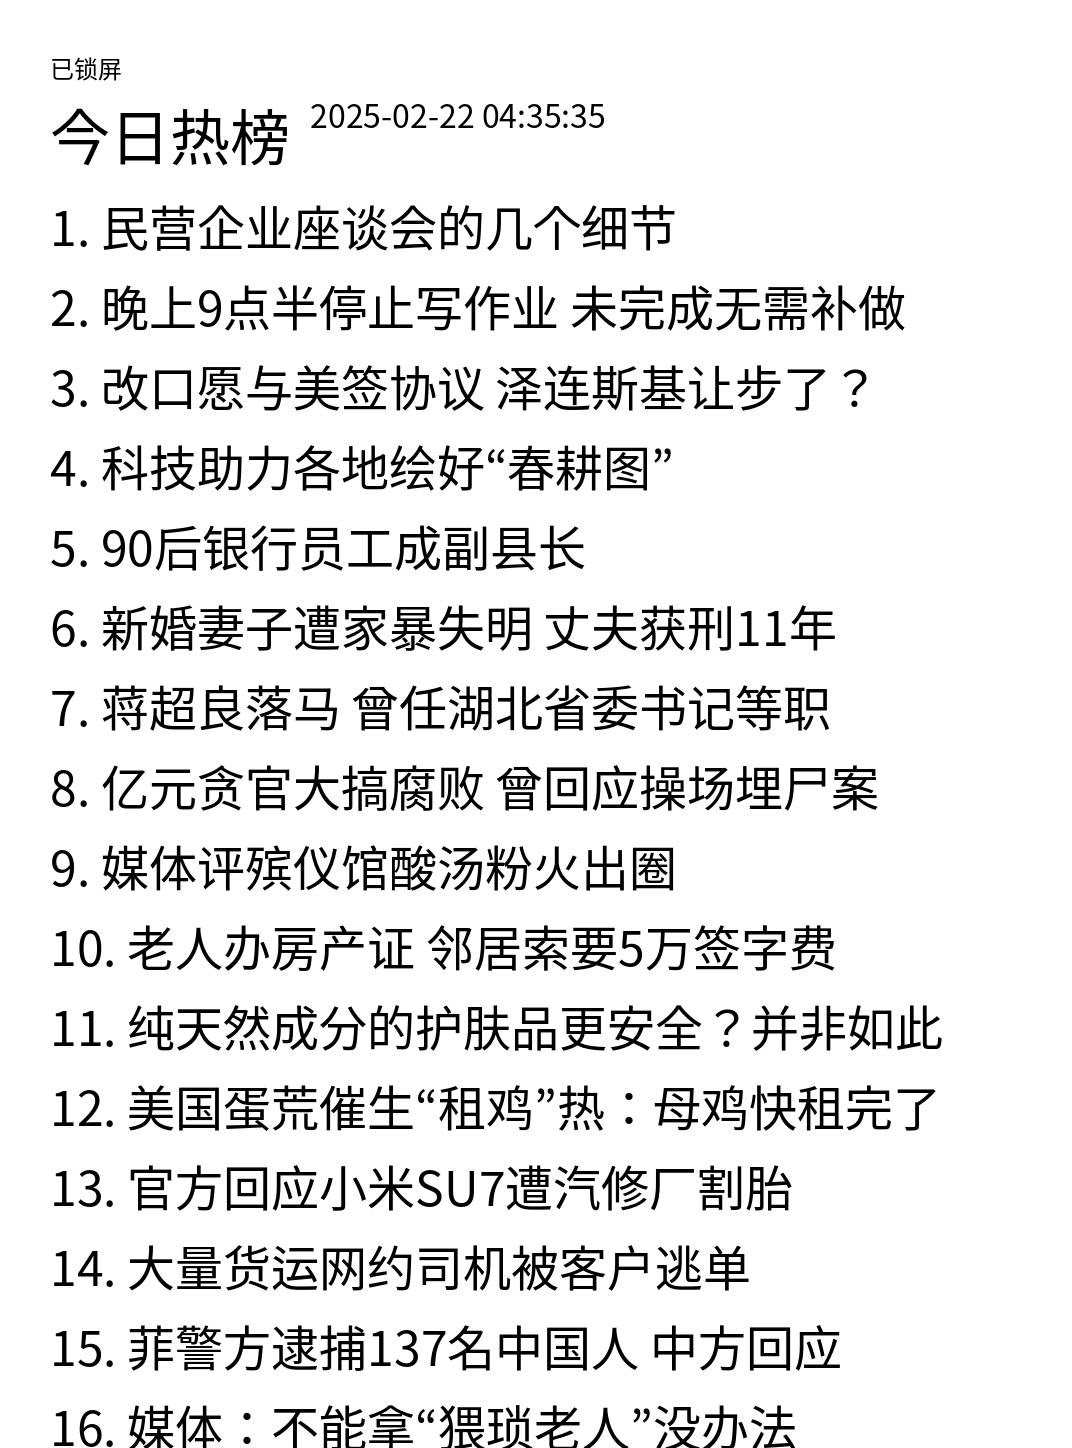 已锁屏
今日热榜 2025-02-22 04:35:35
1. 民营企业座谈会的几个细节
2. 晚上9点半停止写作业 未完成无需补做
3. 改口愿与美签协议 泽连斯基让步了？
4. 科技助力各地绘好“春耕图”
5. 90后银行员工成副县长
6. 新婚妻子遭家暴失明 丈夫获刑11年
7. 蒋超良落马 曾任湖北省委书记等职
8. 亿元贪官大搞腐败 曾回应操场埋尸案
9. 媒体评殡仪馆酸汤粉火出圈
10. 老人办房产证 邻居索要5万签字费
11. 纯天然成分的护肤品更安全？并非如此
12. 美国蛋荒催生“租鸡”热：母鸡快租完了
13. 官方回应小米SU7遭汽修厂割胎
14. 大量货运网约司机被客户逃单
15. 菲警方逮捕137名中国人 中方回应
16. 媒体：不能拿“猥琐老人”没办法